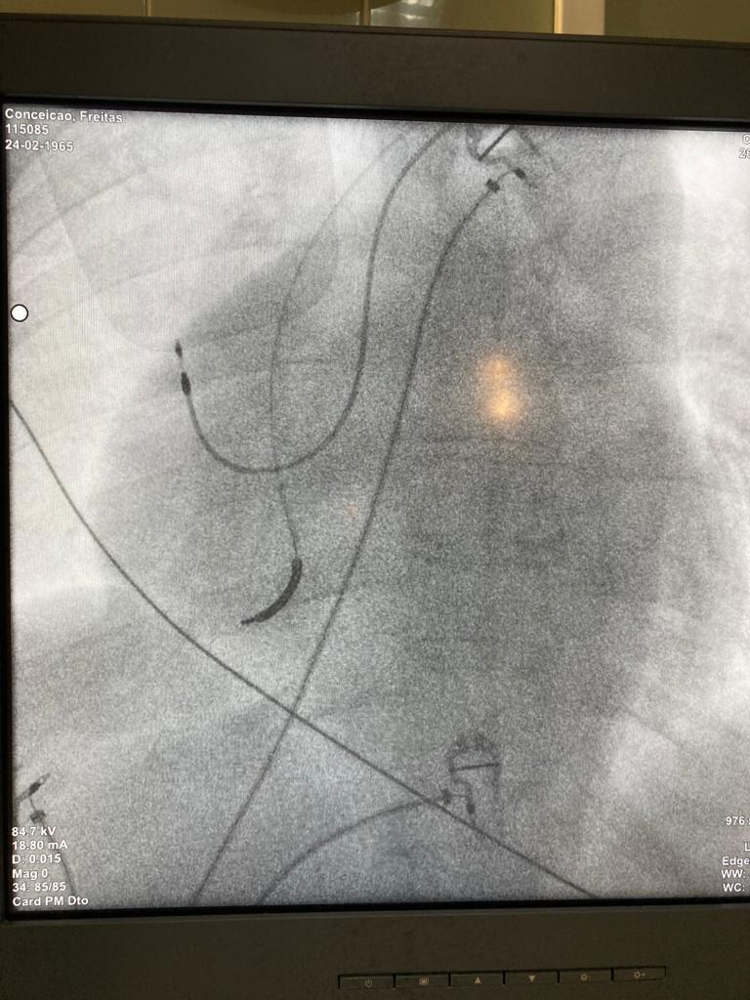 Conceicao, Freitas
115085
24-02-1965
C
84.7 kV
18.80 mA
D: 0.015
Mag 0
34: 85/85
Card PM Dto
976
L
Edge
WW:
WC: